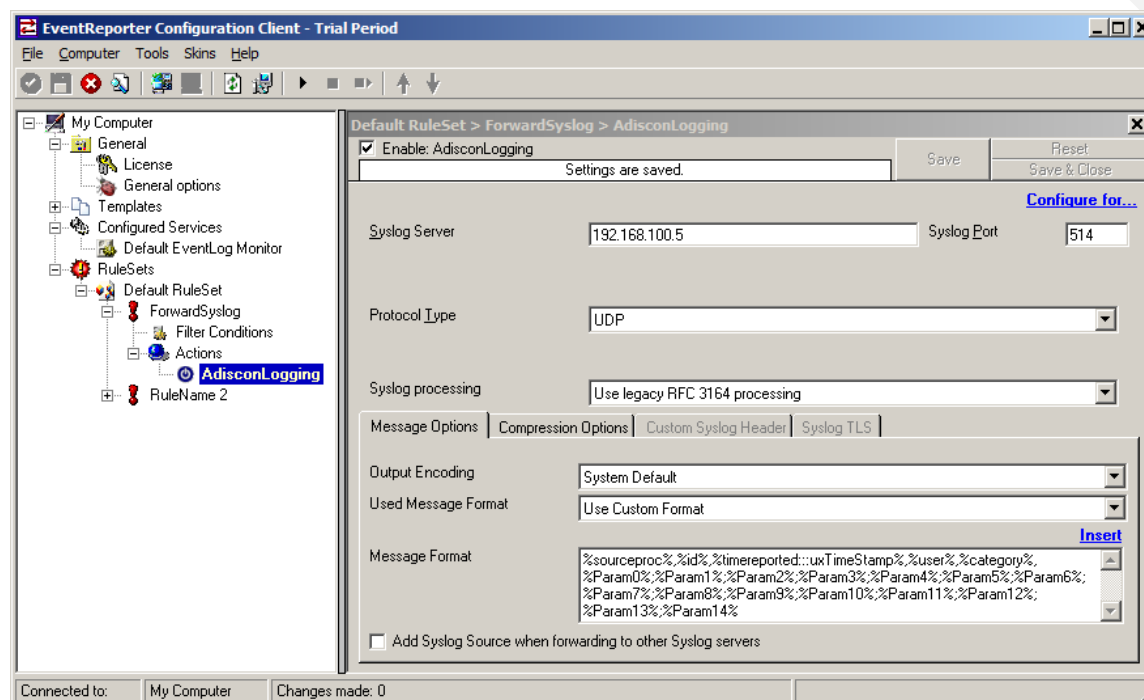 EventReporter Configuration Client - Trial Period
File Computer Tools Skins Help
My Computer
General
License
General options
Templates
Configured Services
Default EventLog Monitor
RuleSets
Default RuleSet
ForwardSyslog
Filter Conditions
Actions
AdisconLogging
RuleName 2
Default RuleSet > ForwardSyslog > AdisconLogging
Enable: AdisconLogging
Settings are saved.
Save
Reset
Save & Close
Configure for...
Syslog Server 192.168.100.5 Syslog Port 514
Protocol Type UDP
Syslog processing Use legacy RFC 3164 processing
Message Options Compression Options Custom Syslog Header Syslog TLS
Output Encoding System Default
Used Message Format Use Custom Format
Insert
Message Format
%sourceproc%,%id%,%timereported:::uxTimeStamp%,%user%,%category%,
%Param0%;%Param1%;%Param2%;%Param3%;%Param4%;%Param5%;%Param6%;
%Param7%;%Param8%;%Param9%;%Param10%;%Param11%;%Param12%;
%Param13%;%Param14%
Add Syslog Source when forwarding to other Syslog servers
Connected to: My Computer Changes made: 0